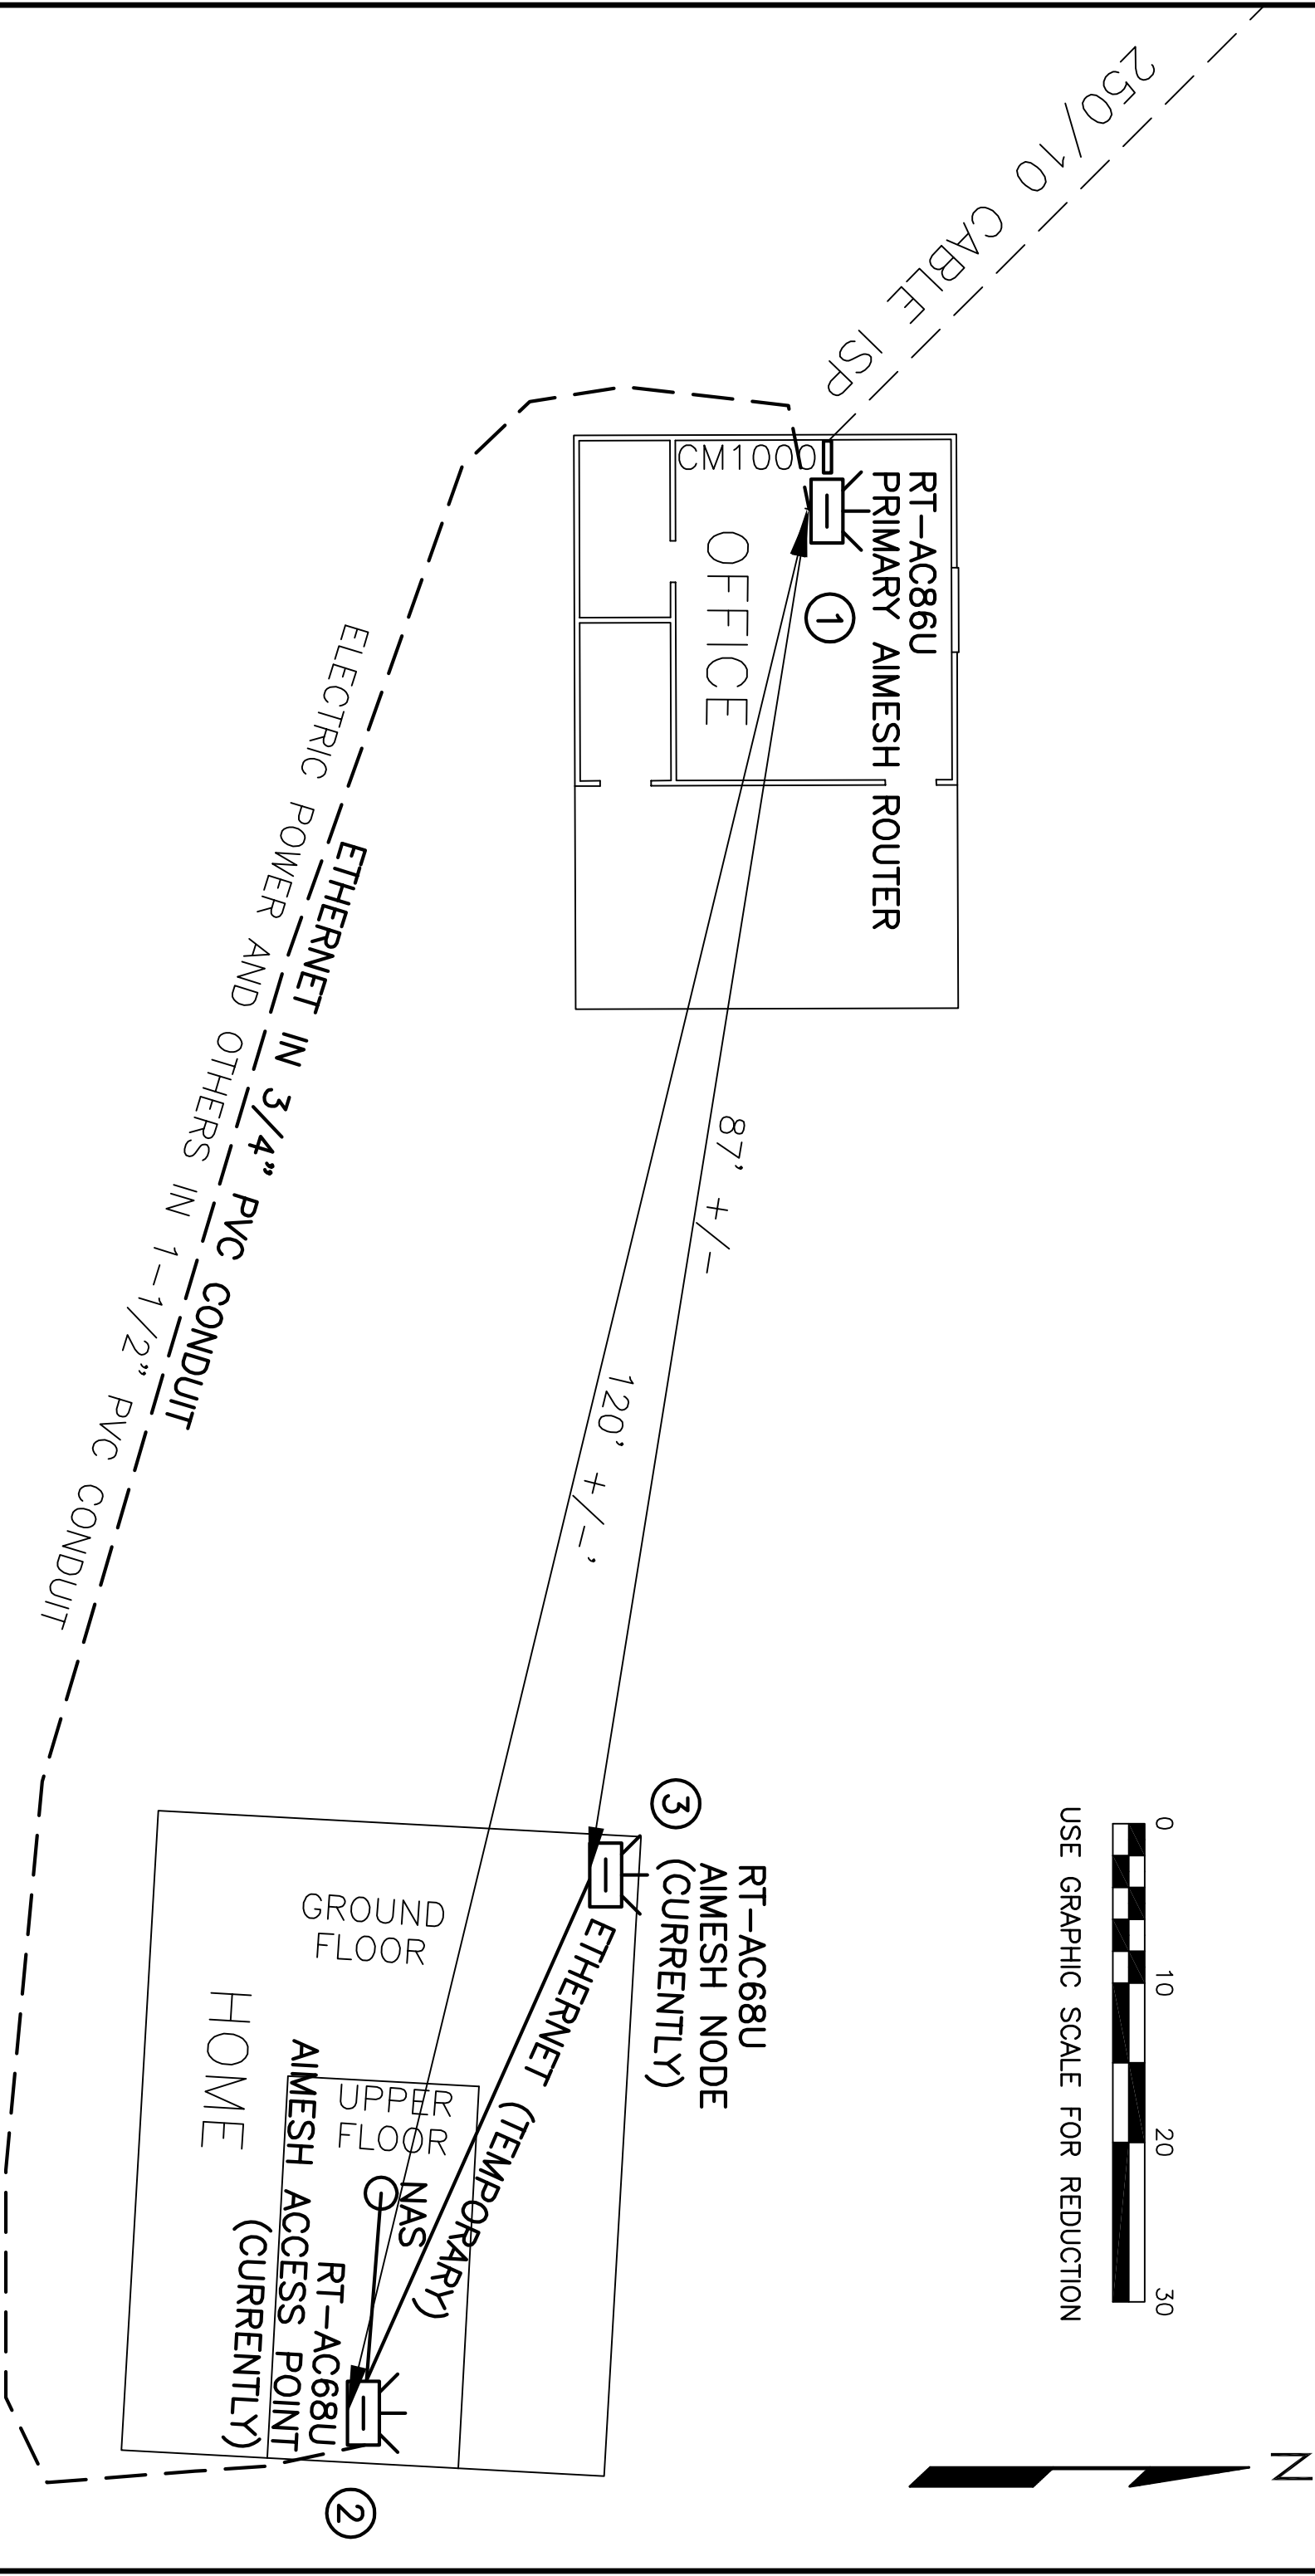 250/10 CABLE ISP
CM1000
RT-AC86U
PRIMARY AIMESH ROUTER
1
OFFICE
87' +/-
120' +/-'
ETHERNET IN 3/4" PVC CONDUIT
ELECTRIC POWER AND OTHERS IN 1-1/2" PVC CONDUIT
0 10 20 30
USE GRAPHIC SCALE FOR REDUCTION
N
RT-AC68U
AIMESH NODE
(CURRENTLY)
3
ETHERNET (TEMPORARY)
GROUND
FLOOR
HOME
UPPER
FLOOR
NAS
RT-AC68U
AIMESH ACCESS POINT
(CURRENTLY)
2